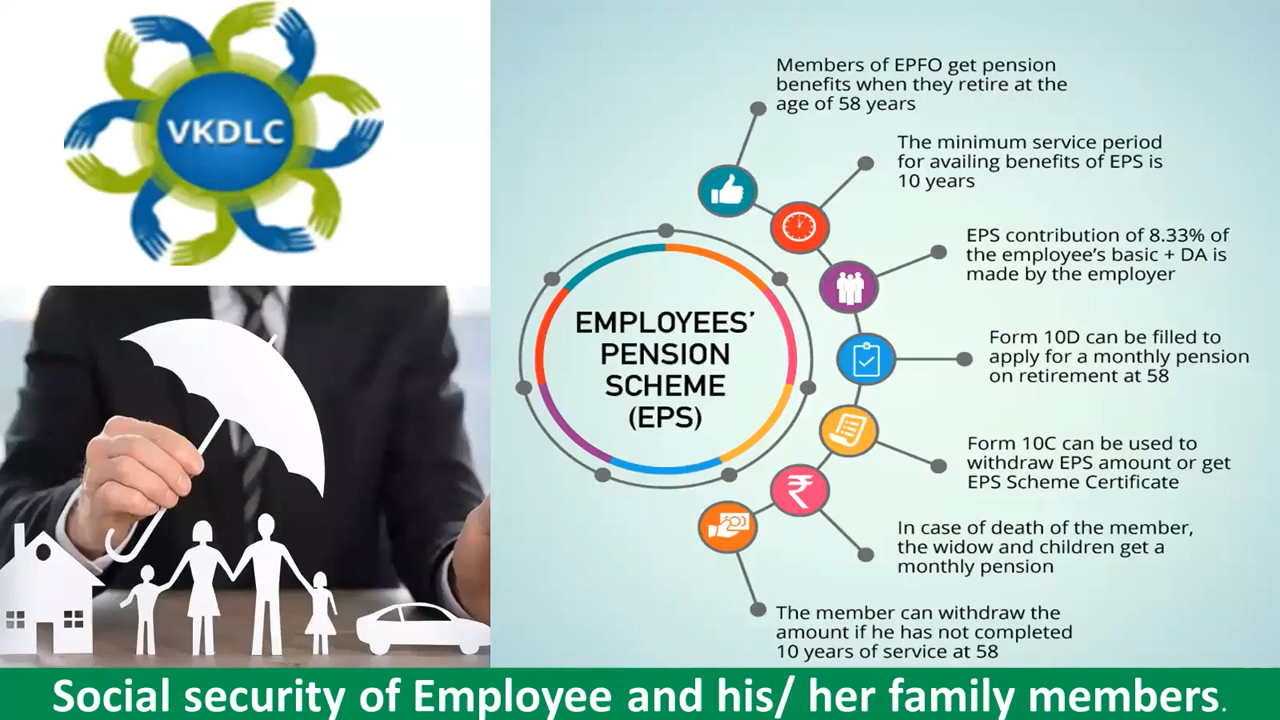 VKDLC
EMPLOYEES'
PENSION
SCHEME
(EPS)
Members of EPFO get pension
benefits when they retire at the
age of 58 years
The minimum service period
for availing benefits of EPS is
10 years
EPS contribution of 8.33% of
the employee's basic + DA is
made by the employer
Form 10D can be filled to
apply for a monthly pension
on retirement at 58
Form 10C can be used to
withdraw EPS amount or get
EPS Scheme Certificate
In case of death of the member,
the widow and children get a
monthly pension
The member can withdraw the
amount if he has not completed
10 years of service at 58
Social security of Employee and his/ her family members.